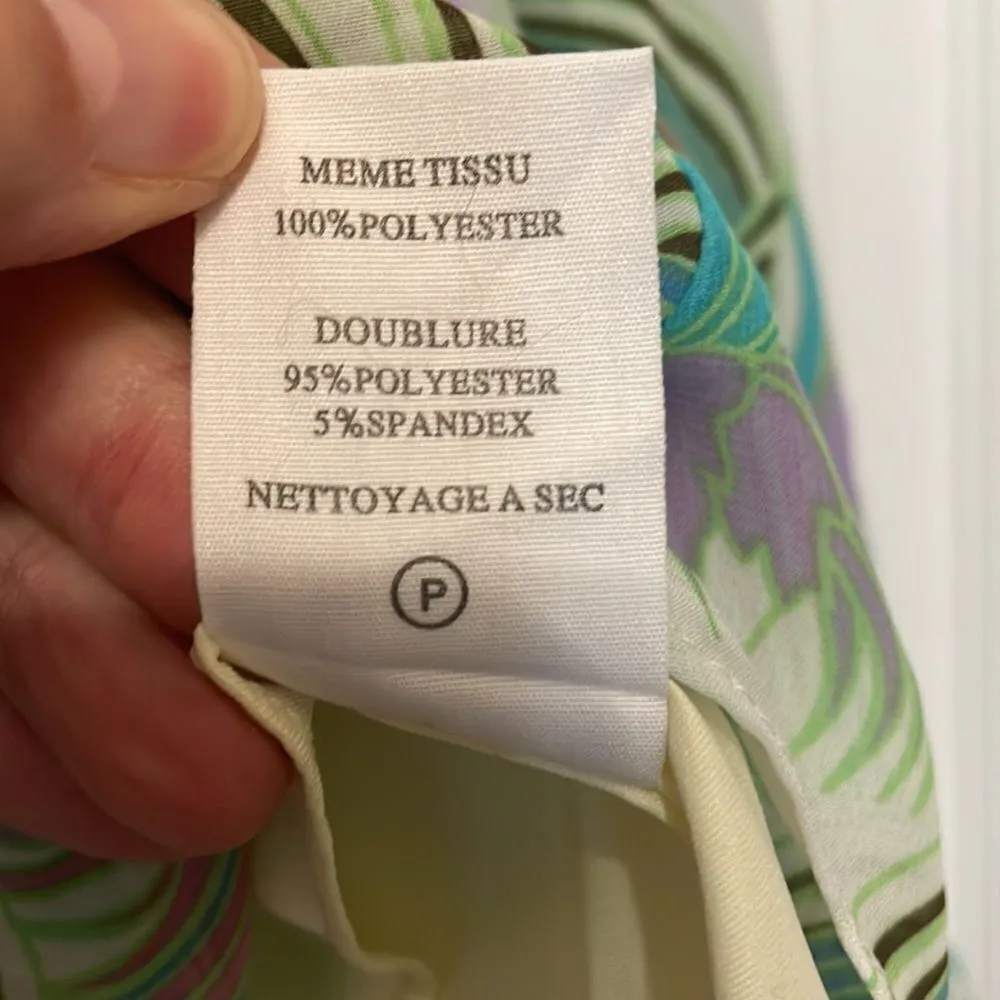 MEME TISSU
100%POLYESTER
DOUBLURE
95%POLYESTER
5%SPANDEX
NETTOYAGE A SEC
P